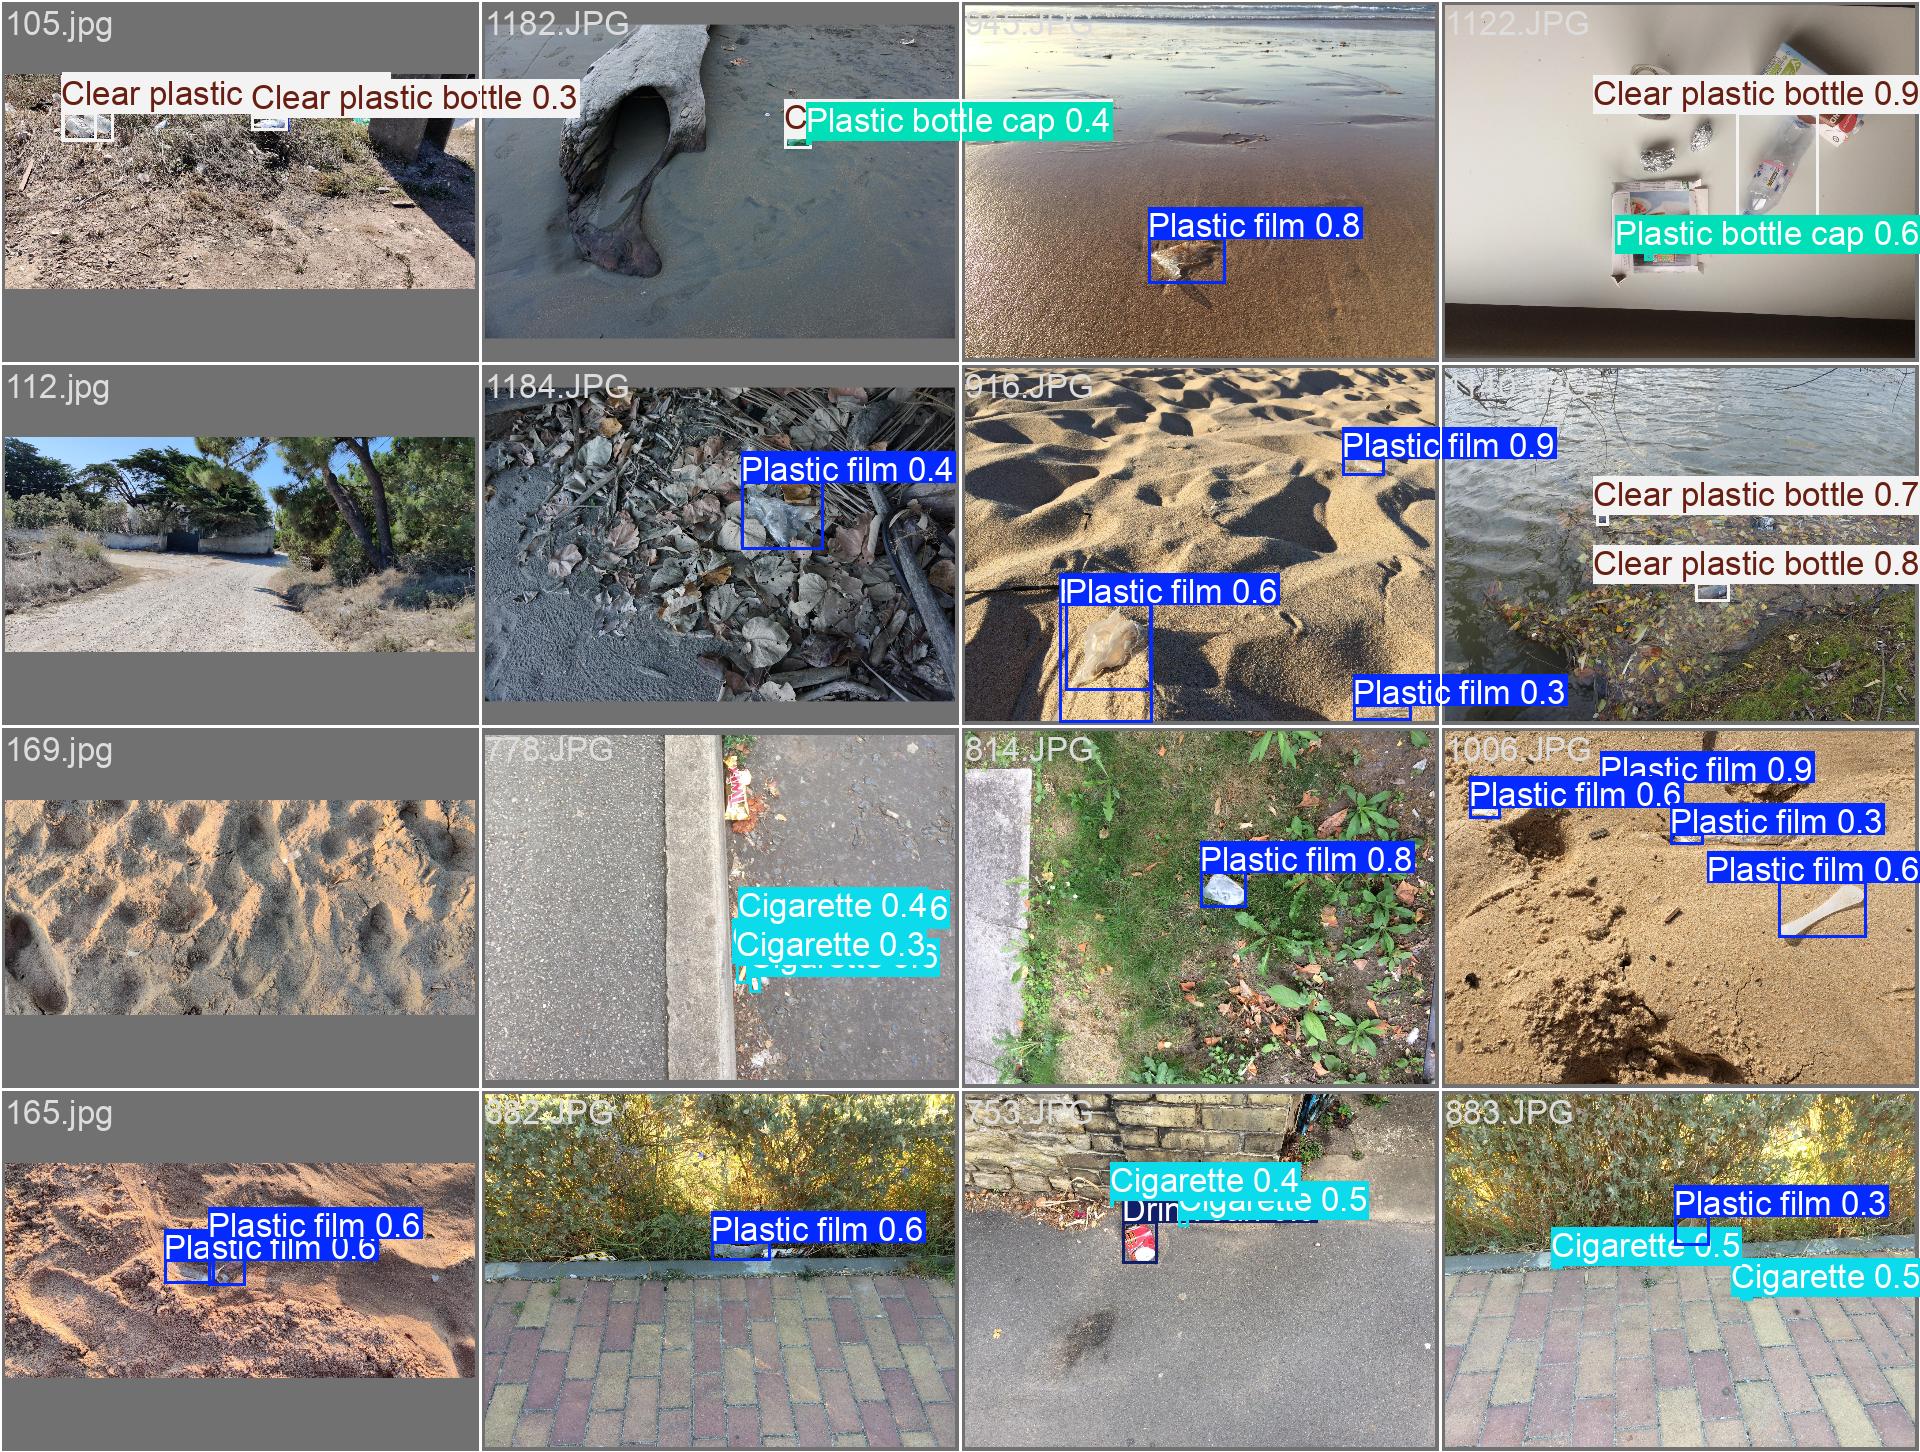 105.jpg
Clear plastic
Clear plastic bottle 0.3
1182.JPG
C
Plastic bottle cap 0.4
945.JPG
Plastic film 0.8
1122.JPG
Clear plastic bottle 0.9
Plastic bottle cap 0.6
112.jpg
1184.JPG
Plastic film 0.4
916.JPG
Plastic film 0.9
Plastic film 0.6
Plastic film 0.3
Clear plastic bottle 0.7
Clear plastic bottle 0.8
169.jpg
778.JPG
Cigarette 0.4
Cigarette 0.3
814.JPG
Plastic film 0.8
1006.JPG
Plastic film 0.9
Plastic film 0.6
Plastic film 0.3
Plastic film 0.6
165.jpg
Plastic film 0.6
Plastic film 0.6
882.JPG
Plastic film 0.6
753.JPG
Cigarette 0.4
Cigarette 0.5
Drin
883.JPG
Plastic film 0.3
Cigarette 0.5
Cigarette 0.5